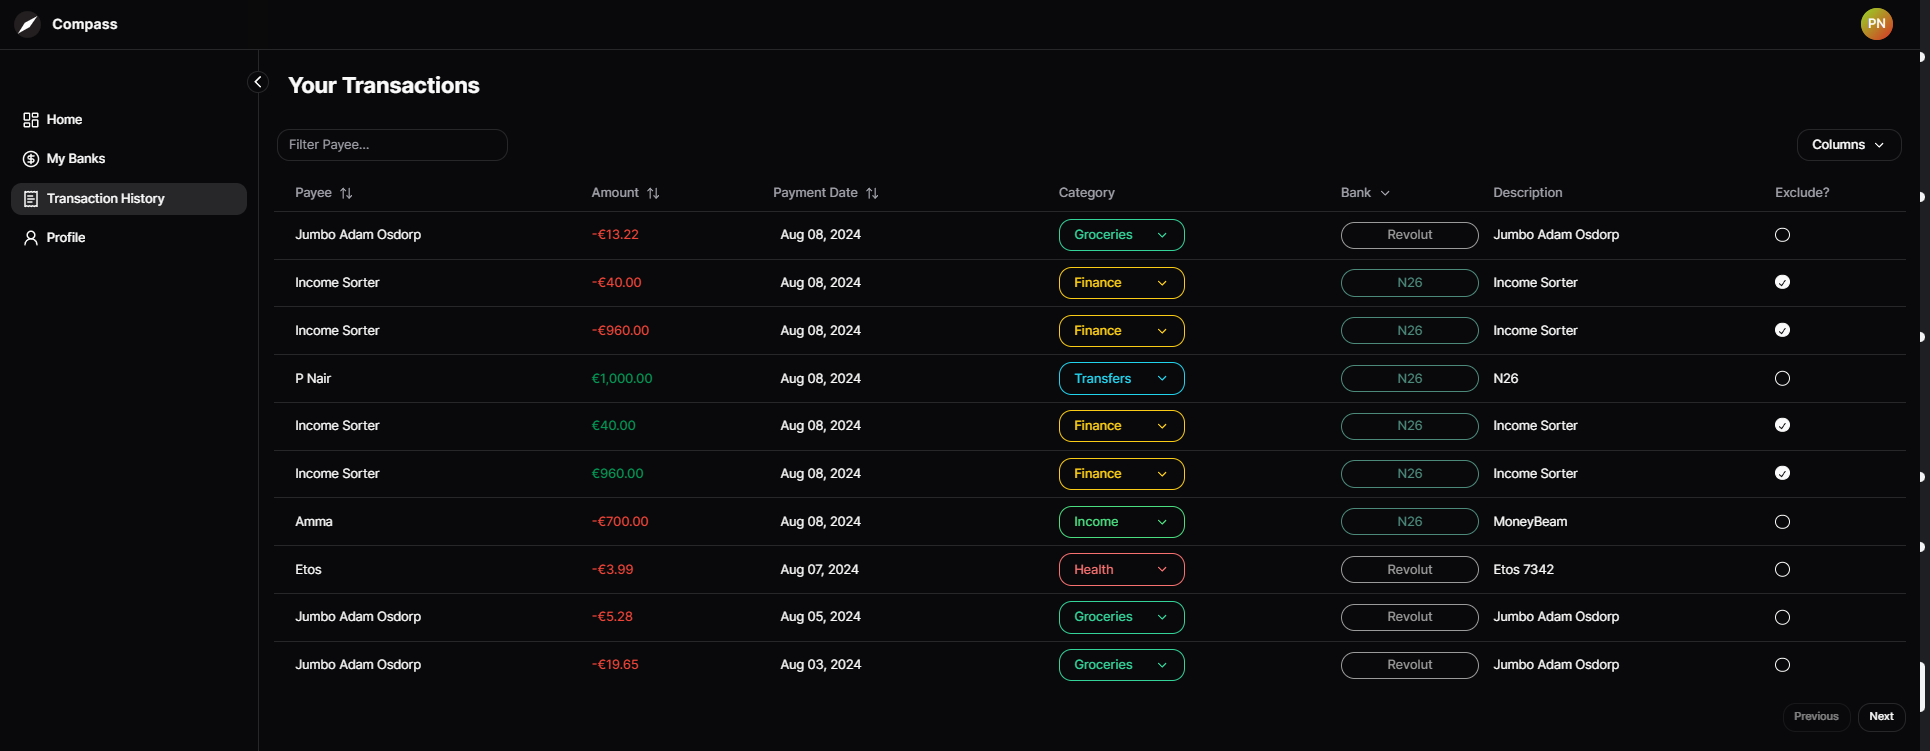 Compass
PN
Your Transactions
Home
My Banks
Transaction History
Profile
Filter Payee...
Columns
Payee Amount Payment Date Category Bank Description Exclude?
Jumbo Adam Osdorp -€13.22 Aug 08, 2024 Groceries Revolut Jumbo Adam Osdorp
Income Sorter -€40.00 Aug 08, 2024 Finance N26 Income Sorter
Income Sorter -€960.00 Aug 08, 2024 Finance N26 Income Sorter
P Nair €1,000.00 Aug 08, 2024 Transfers N26 N26
Income Sorter €40.00 Aug 08, 2024 Finance N26 Income Sorter
Income Sorter €960.00 Aug 08, 2024 Finance N26 Income Sorter
Amma -€700.00 Aug 08, 2024 Income N26 MoneyBeam
Etos -€3.99 Aug 07, 2024 Health Revolut Etos 7342
Jumbo Adam Osdorp -€5.28 Aug 05, 2024 Groceries Revolut Jumbo Adam Osdorp
Jumbo Adam Osdorp -€19.65 Aug 03, 2024 Groceries Revolut Jumbo Adam Osdorp
Previous Next